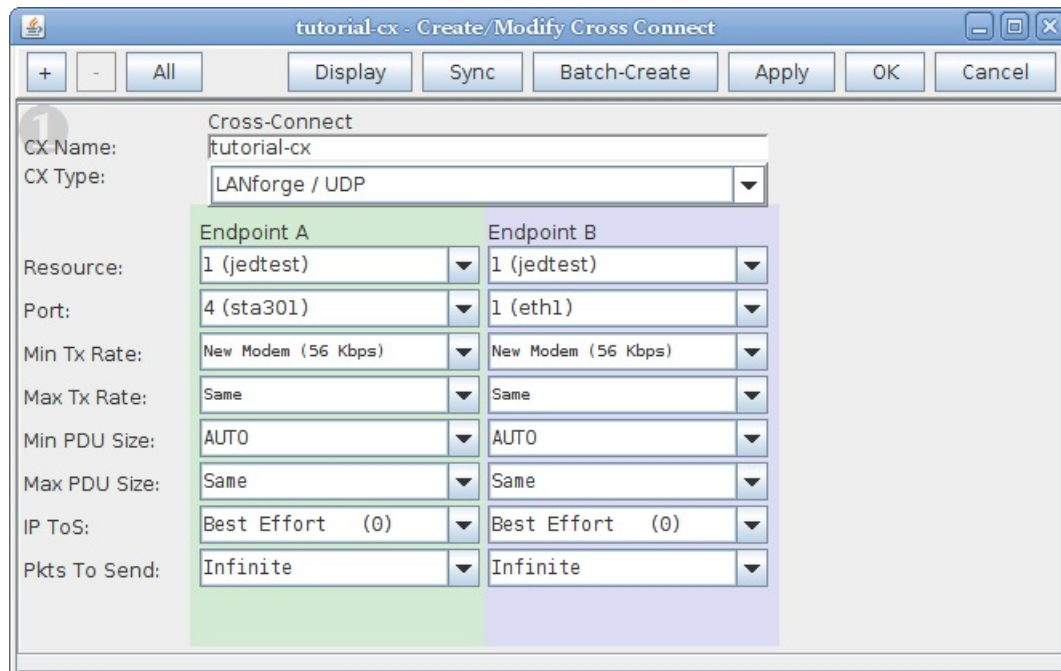 tutorial-cx - Create/Modify Cross Connect
+ - All Display Sync Batch-Create Apply OK Cancel
1
Cross-Connect
CX Name: tutorial-cx
CX Type: LANforge / UDP
Endpoint A Endpoint B
Resource: 1 (jedtest) 1 (jedtest)
Port: 4 (sta301) 1 (eth1)
Min Tx Rate: New Modem (56 Kbps) New Modem (56 Kbps)
Max Tx Rate: Same Same
Min PDU Size: AUTO AUTO
Max PDU Size: Same Same
IP ToS: Best Effort (0) Best Effort (0)
Pkts To Send: Infinite Infinite